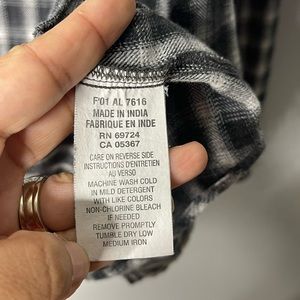 P01 AL 7616
MADE IN INDIA
FABRIQUE EN INDE
RN 69724
CA 05367
CARE ON REVERSE SIDE
INSTRUCTIONS D'ENTRETIEN
AU VERSO
MACHINE WASH COLD
IN MILD DETERGENT
WITH LIKE COLORS
NON-CHLORINE BLEACH
IF NEEDED
REMOVE PROMPTLY
TUMBLE DRY LOW
MEDIUM IRON